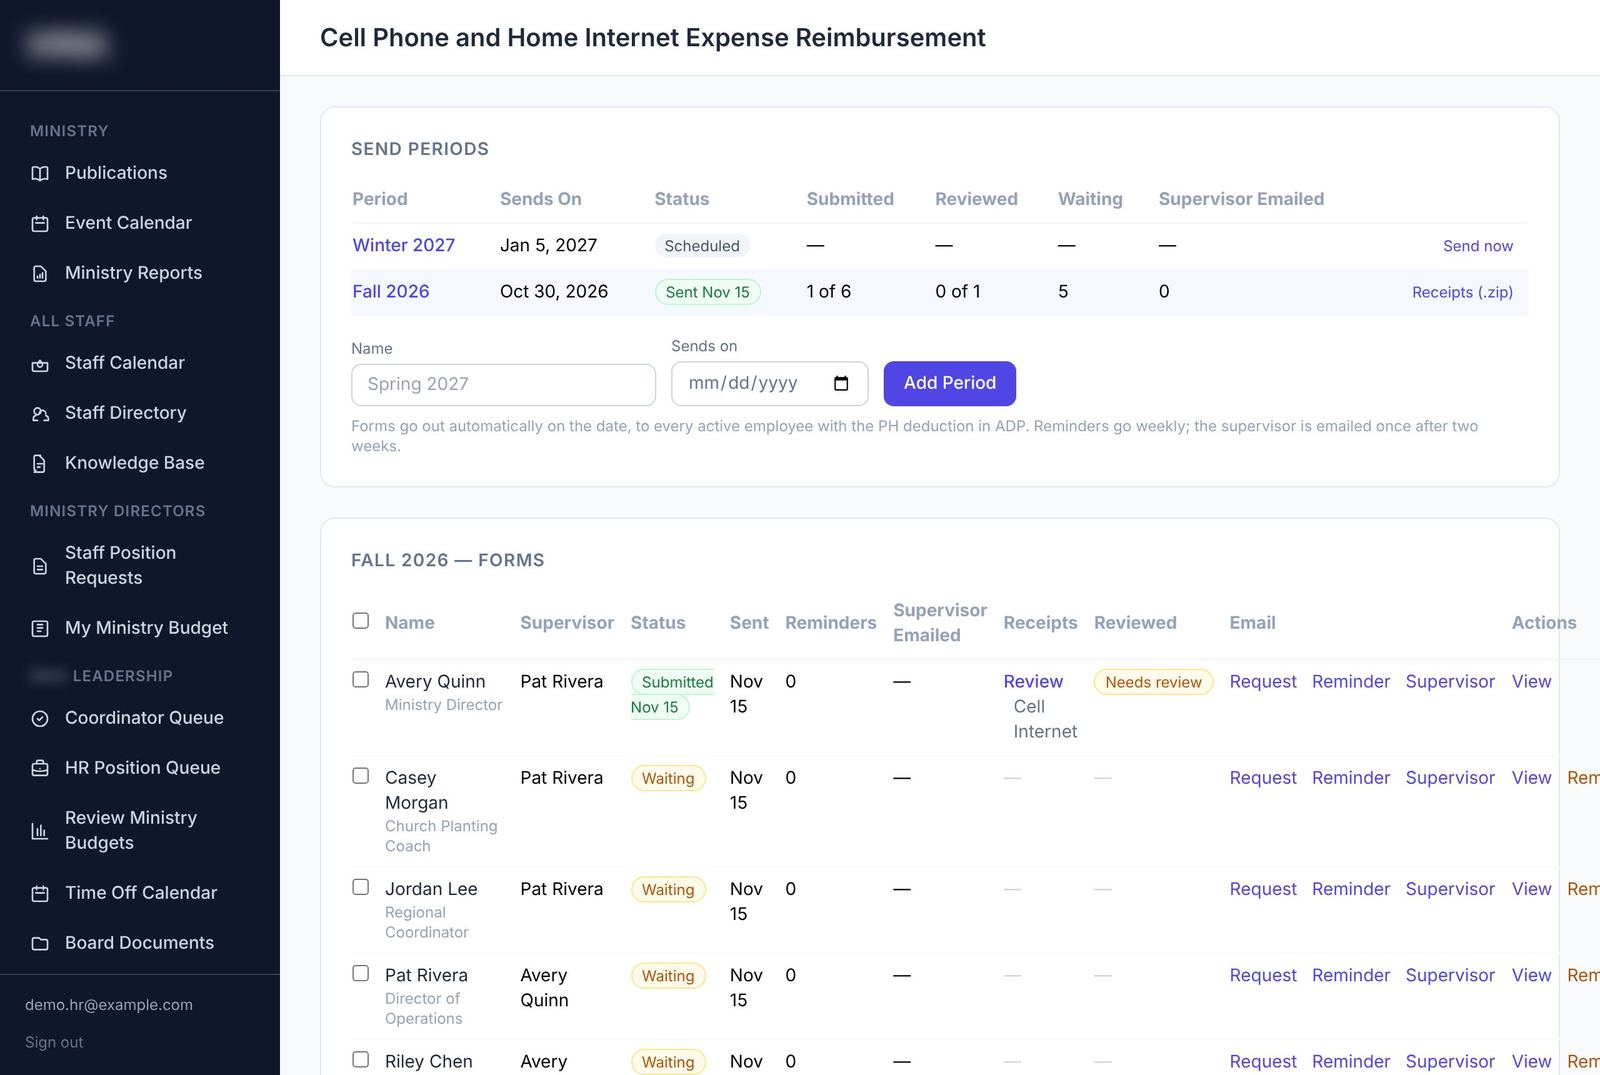 Cell Phone and Home Internet Expense Reimbursement
MINISTRY
Publications
Event Calendar
Ministry Reports
ALL STAFF
Staff Calendar
Staff Directory
Knowledge Base
MINISTRY DIRECTORS
Staff Position
Requests
My Ministry Budget
LEADERSHIP
Coordinator Queue
HR Position Queue
Review Ministry
Budgets
Time Off Calendar
Board Documents
demo.hr@example.com
Sign out
SEND PERIODS
Period Sends On Status Submitted Reviewed Waiting Supervisor Emailed
Winter 2027 Jan 5, 2027 Scheduled — — — — Send now
Fall 2026 Oct 30, 2026 Sent Nov 15 1 of 6 0 of 1 5 0 Receipts (.zip)
Name Sends on
Spring 2027 mm/dd/yyyy Add Period
Forms go out automatically on the date, to every active employee with the PH deduction in ADP. Reminders go weekly; the supervisor is emailed once after two
weeks.
FALL 2026 — FORMS
Name Supervisor Status Sent Reminders Supervisor Emailed Receipts Reviewed Email Actions
Avery Quinn Pat Rivera Submitted Nov 0 — Review Needs review Request Reminder Supervisor View
Ministry Director Nov 15 15 Cell
Internet
Casey Pat Rivera Waiting Nov 0 — — — Request Reminder Supervisor View Rem
Morgan 15
Church Planting
Coach
Jordan Lee Pat Rivera Waiting Nov 0 — — — Request Reminder Supervisor View Rem
Regional 15
Coordinator
Pat Rivera Avery Waiting Nov 0 — — — Request Reminder Supervisor View Rem
Director of Quinn 15
Operations
Riley Chen Avery Waiting Nov 0 — — — Request Reminder Supervisor View Rem